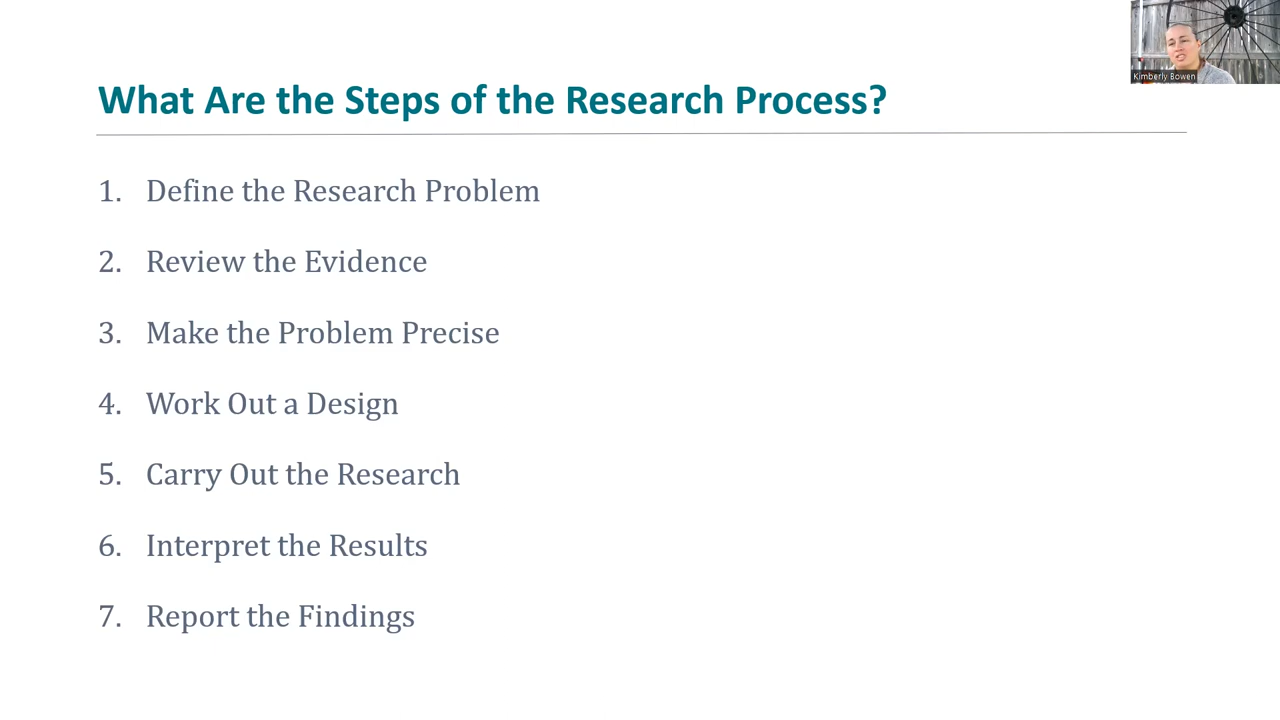 What Are the Steps of the Research Process?
Kimberly Bowen
1. Define the Research Problem
2. Review the Evidence
3. Make the Problem Precise
4. Work Out a Design
5. Carry Out the Research
6. Interpret the Results
7. Report the Findings